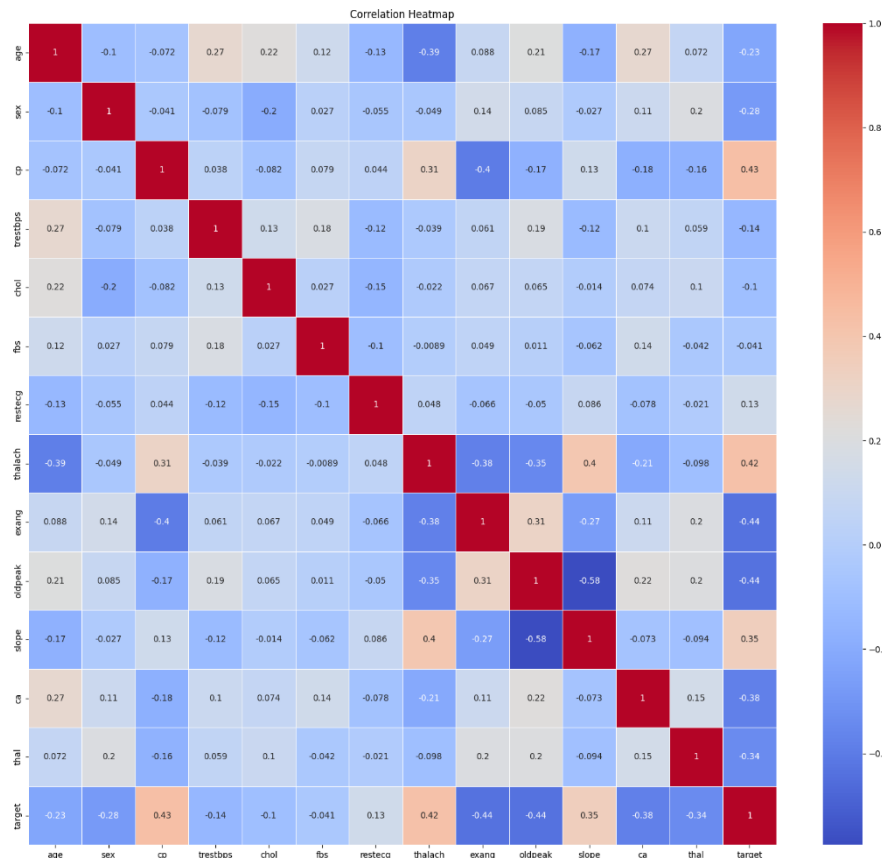 Correlation Heatmap
age 1 -0.1 -0.072 0.27 0.22 0.12 -0.13 -0.39 0.088 0.21 -0.17 0.27 0.072 -0.23
sex -0.1 1 -0.041 -0.079 -0.2 0.027 -0.055 -0.049 0.14 0.085 -0.027 0.11 0.2 -0.28
cp -0.072 -0.041 1 0.038 -0.082 0.079 0.044 0.31 -0.4 -0.17 0.13 -0.18 -0.16 0.43
trestbps 0.27 -0.079 0.038 1 0.13 0.18 -0.12 -0.039 0.061 0.19 -0.12 0.1 0.059 -0.14
chol 0.22 -0.2 -0.082 0.13 1 0.027 -0.15 -0.022 0.067 0.065 -0.014 0.074 0.1 -0.1
fbs 0.12 0.027 0.079 0.18 0.027 1 -0.1 -0.0089 0.049 0.011 -0.062 0.14 -0.042 -0.041
restecg -0.13 -0.055 0.044 -0.12 -0.15 -0.1 1 0.048 -0.066 -0.05 0.086 -0.078 -0.021 0.13
thalach -0.39 -0.049 0.31 -0.039 -0.022 -0.0089 0.048 1 -0.38 -0.35 0.4 -0.21 -0.098 0.42
exang 0.088 0.14 -0.4 0.061 0.067 0.049 -0.066 -0.38 1 0.31 -0.27 0.11 0.2 -0.44
oldpeak 0.21 0.085 -0.17 0.19 0.065 0.011 -0.05 -0.35 0.31 1 -0.58 0.22 0.2 -0.44
slope -0.17 -0.027 0.13 -0.12 -0.014 -0.062 0.086 0.4 -0.27 -0.58 1 -0.073 -0.094 0.35
ca 0.27 0.11 -0.18 0.1 0.074 0.14 -0.078 -0.21 0.11 0.22 -0.073 1 0.15 -0.38
thal 0.072 0.2 -0.16 0.059 0.1 -0.042 -0.021 -0.098 0.2 0.2 -0.094 0.15 1 -0.34
target -0.23 -0.28 0.43 -0.14 -0.1 -0.041 0.13 0.42 -0.44 -0.44 0.35 -0.38 -0.34 1
age sex cp trestbps chol fbs restecg thalach exang oldpeak slope ca thal target
1.0
0.8
0.6
0.4
0.2
0.0